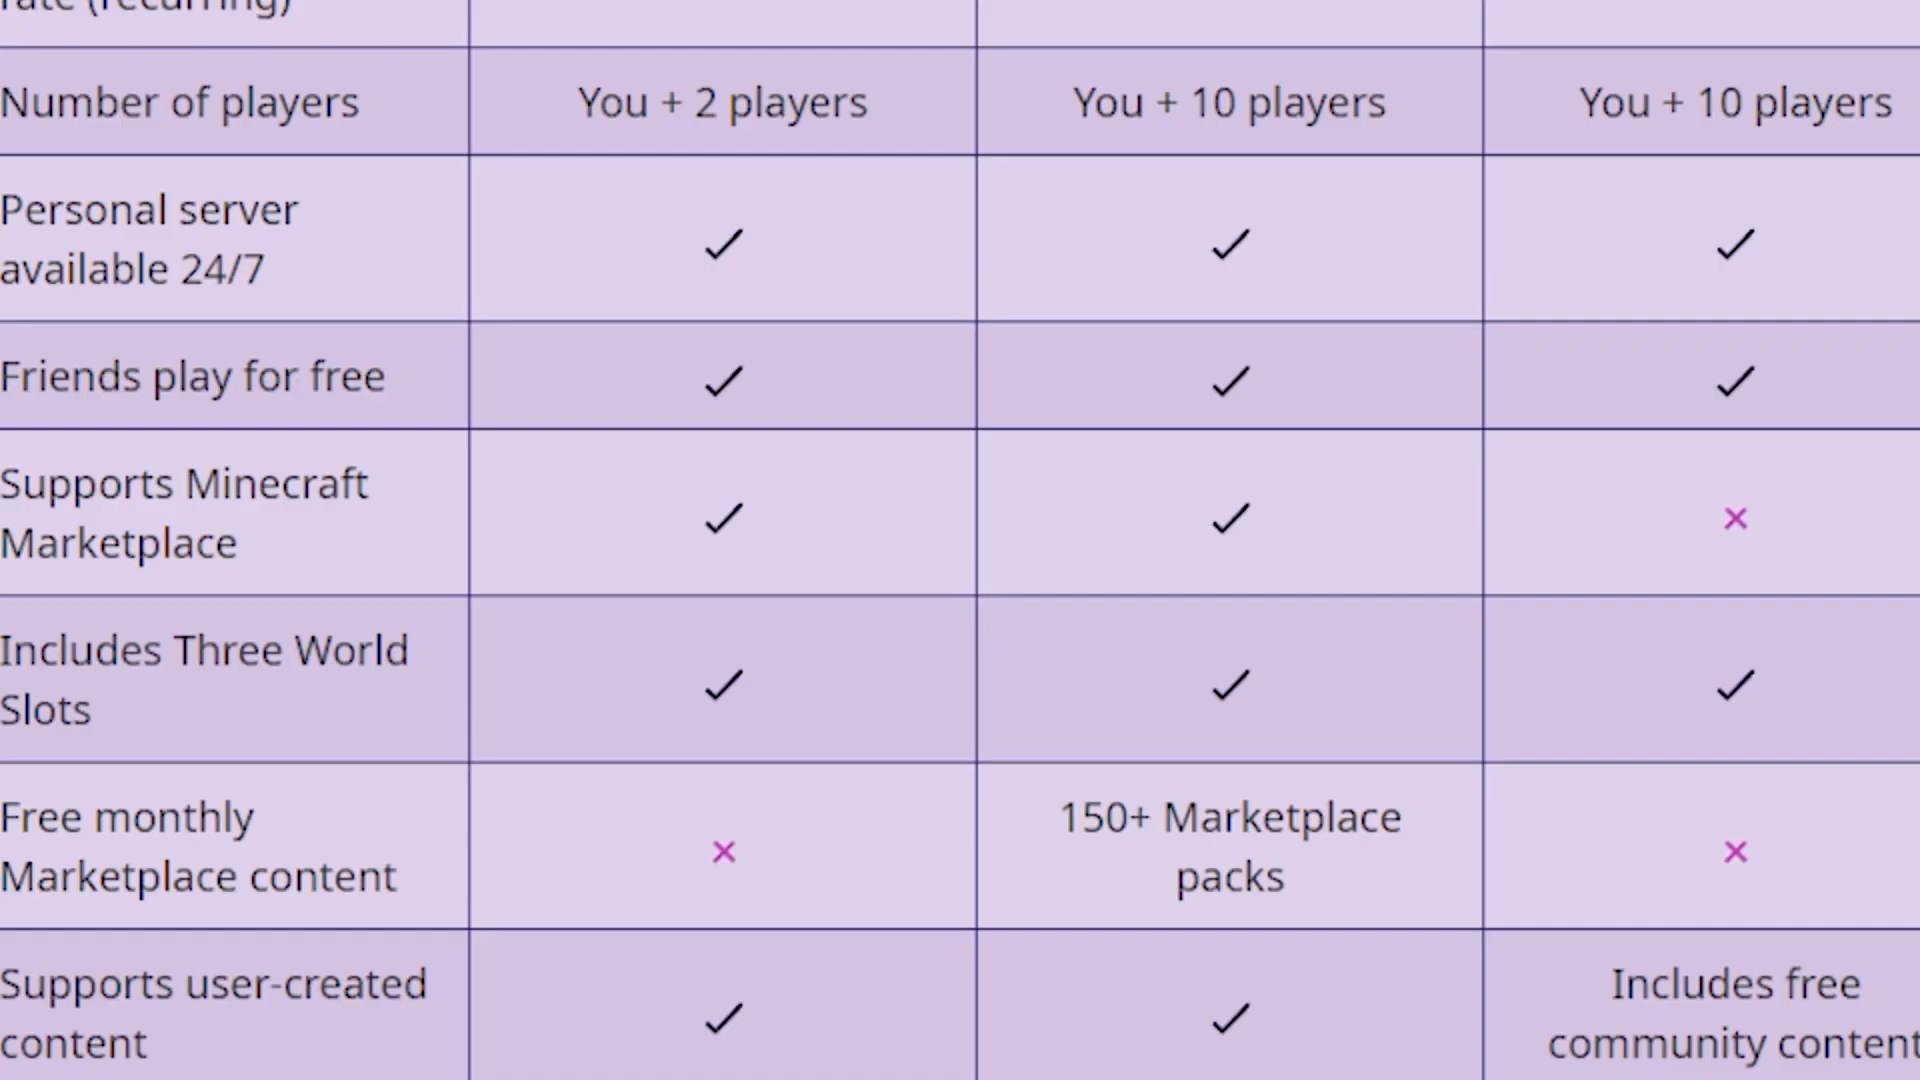 rate (recurring)
Number of players You + 2 players You + 10 players You + 10 players
Personal server
available 24/7
Friends play for free
Supports Minecraft
Marketplace
Includes Three World
Slots
Free monthly
Marketplace content
150+ Marketplace
packs
Supports user-created
content
Includes free
community content